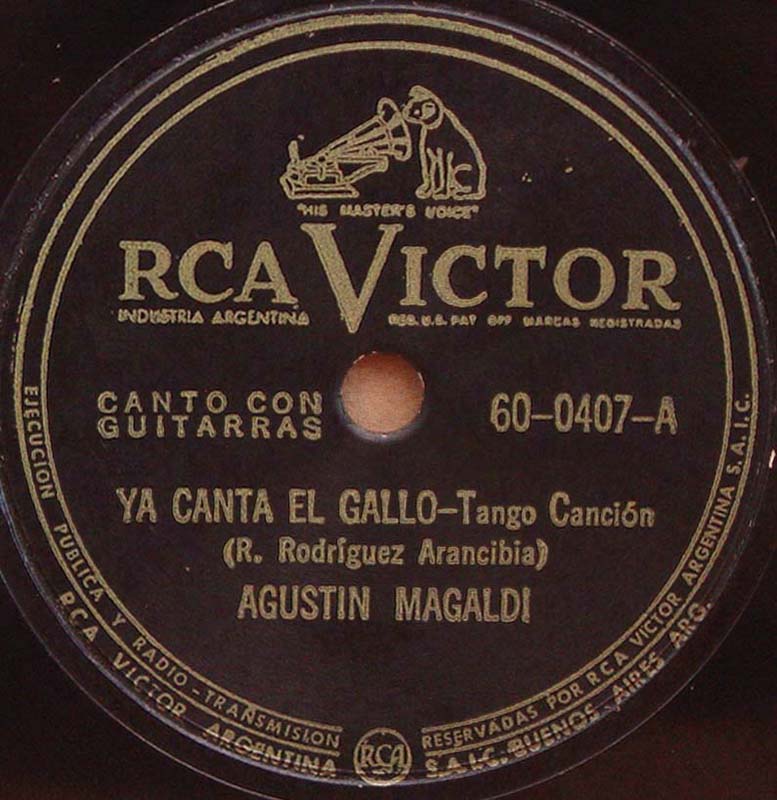 "HIS MASTER'S VOICE"
RCA VICTOR
INDUSTRIA ARGENTINA
REG. U.S. PAT OFF MARCAS REGISTRADAS
CANTO CON
GUITARRAS
60-0407-A
YA CANTA EL GALLO-Tango Canción
(R. Rodríguez Arancibia)
AGUSTIN MAGALDI
EJECUCION PUBLICA Y RADIO-TRANSMISION RESERVADAS POR RCA VICTOR ARGENTINA S.A.I.C.
RCA VICTOR ARGENTINA S.A.I.C. BUENOS AIRES ARG.
RCA